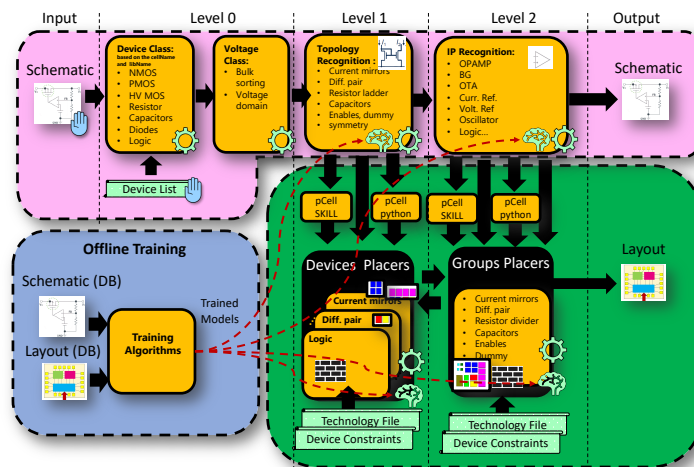 Input
Level 0
Level 1
Level 2
Output
Schematic
Device Class:
based on the cellName
and libName
• NMOS
• PMOS
• HV MOS
• Resistor
• Capacitors
• Diodes
• Logic
Device List
Voltage
Class:
• Bulk
sorting
• Voltage
domain
Topology
Recognition :
• Current mirrors
• Diff. pair
• Resistor ladder
• Capacitors
• Enables, dummy
• symmetry
IP Recognition:
• OPAMP
• BG
• OTA
• Curr. Ref.
• Volt. Ref
• Oscillator
• Logic...
Schematic
pCell
SKILL
pCell
python
pCell
SKILL
pCell
python
Offline Training
Schematic (DB)
Layout (DB)
Training
Algorithms
Trained
Models
Devices Placers
Current mirrors
Diff. pair
Logic
Technology File
Device Constraints
Groups Placers
• Current mirrors
• Diff. pair
• Resistor divider
• Capacitors
• Enables
• Dummy
Technology File
Device Constraints
Layout